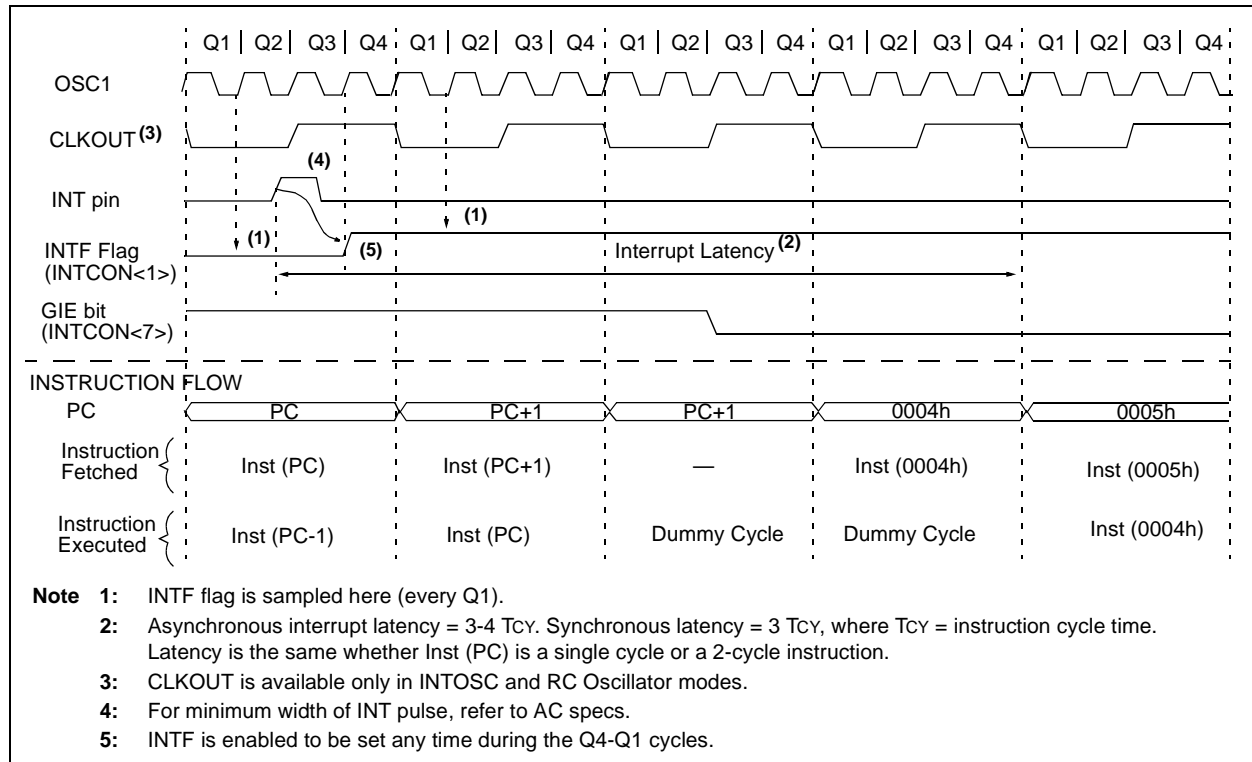 Q1 | Q2 | Q3 | Q4 Q1 | Q2 | Q3 | Q4 Q1 | Q2 | Q3 | Q4 Q1 | Q2 | Q3 | Q4 Q1 | Q2 | Q3 | Q4
OSC1
CLKOUT (3)
(4)
INT pin
(1)
(1)
(5)
INTF Flag
(INTCON<1>)
Interrupt Latency (2)
GIE bit
(INTCON<7>)
INSTRUCTION FLOW
PC PC PC+1 PC+1 0004h 0005h
Instruction
Fetched
Inst (PC) Inst (PC+1) — Inst (0004h) Inst (0005h)
Instruction
Executed
Inst (PC-1) Inst (PC) Dummy Cycle Dummy Cycle Inst (0004h)
Note 1: INTF flag is sampled here (every Q1).
2: Asynchronous interrupt latency = 3-4 TCY. Synchronous latency = 3 TCY, where TCY = instruction cycle time.
Latency is the same whether Inst (PC) is a single cycle or a 2-cycle instruction.
3: CLKOUT is available only in INTOSC and RC Oscillator modes.
4: For minimum width of INT pulse, refer to AC specs.
5: INTF is enabled to be set any time during the Q4-Q1 cycles.